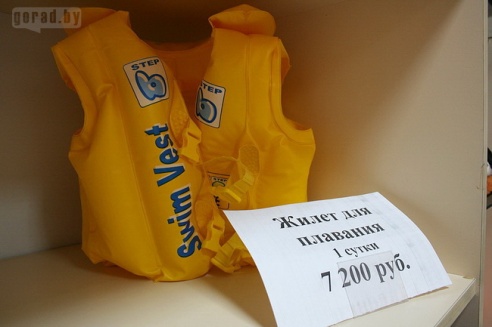 gorad.by
STEP
STEP
Swim Vest
Жилет для
плавания
1 сутки
7 200 руб.